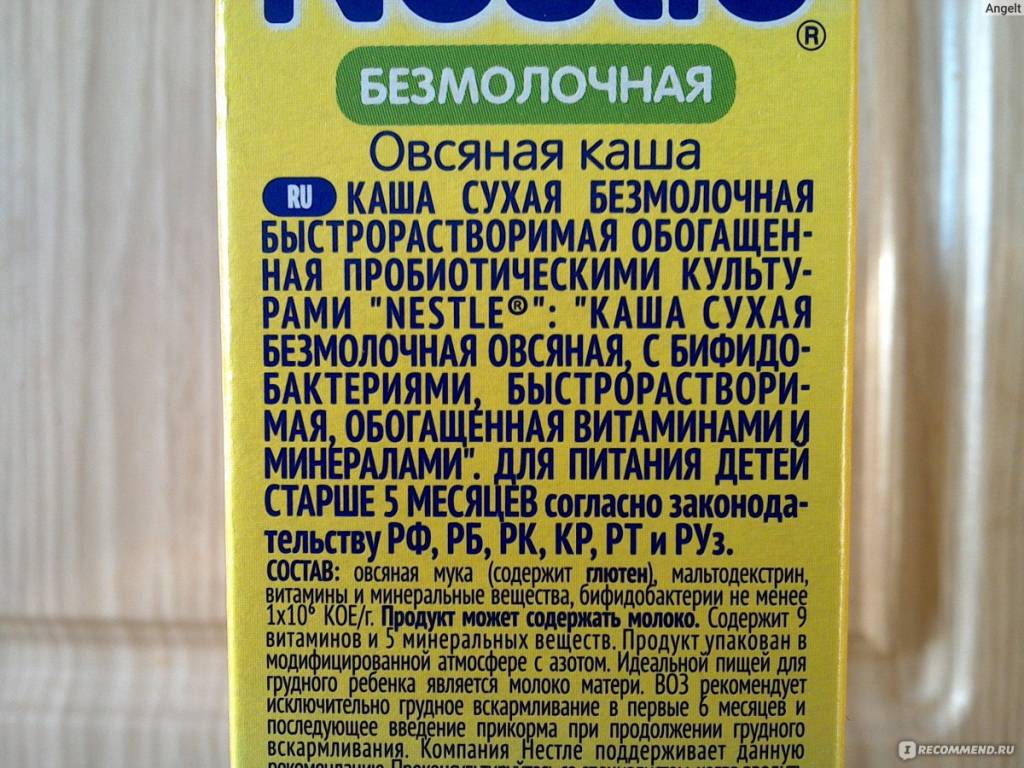 Angelt
Nestlé
®
БЕЗМОЛОЧНАЯ
Овсяная каша
RU КАША СУХАЯ БЕЗМОЛОЧНАЯ
БЫСТРОРАСТВОРИМАЯ ОБОГАЩЕН-
НАЯ ПРОБИОТИЧЕСКИМИ КУЛЬТУ-
РАМИ "NESTLE®": "КАША СУХАЯ
БЕЗМОЛОЧНАЯ ОВСЯНАЯ, С БИФИДО-
БАКТЕРИЯМИ, БЫСТРОРАСТВОРИ-
МАЯ, ОБОГАЩЕННАЯ ВИТАМИНАМИ И
МИНЕРАЛАМИ". ДЛЯ ПИТАНИЯ ДЕТЕЙ
СТАРШЕ 5 МЕСЯЦЕВ согласно законода-
тельству РФ, РБ, РК, КР, РТ и РУз.
СОСТАВ: овсяная мука (содержит глютен), мальтодекстрин,
витамины и минеральные вещества, бифидобактерии не менее
1х10⁶ КОЕ/г. Продукт может содержать молоко. Содержит 9
витаминов и 5 минеральных веществ. Продукт упакован в
модифицированной атмосфере с азотом. Идеальной пищей для
грудного ребенка является молоко матери. ВОЗ рекомендует
исключительно грудное вскармливание в первые 6 месяцев и
последующее введение прикорма при продолжении грудного
вскармливания. Компания Нестле поддерживает данную
рекомендацию.
IRECOMMEND.RU